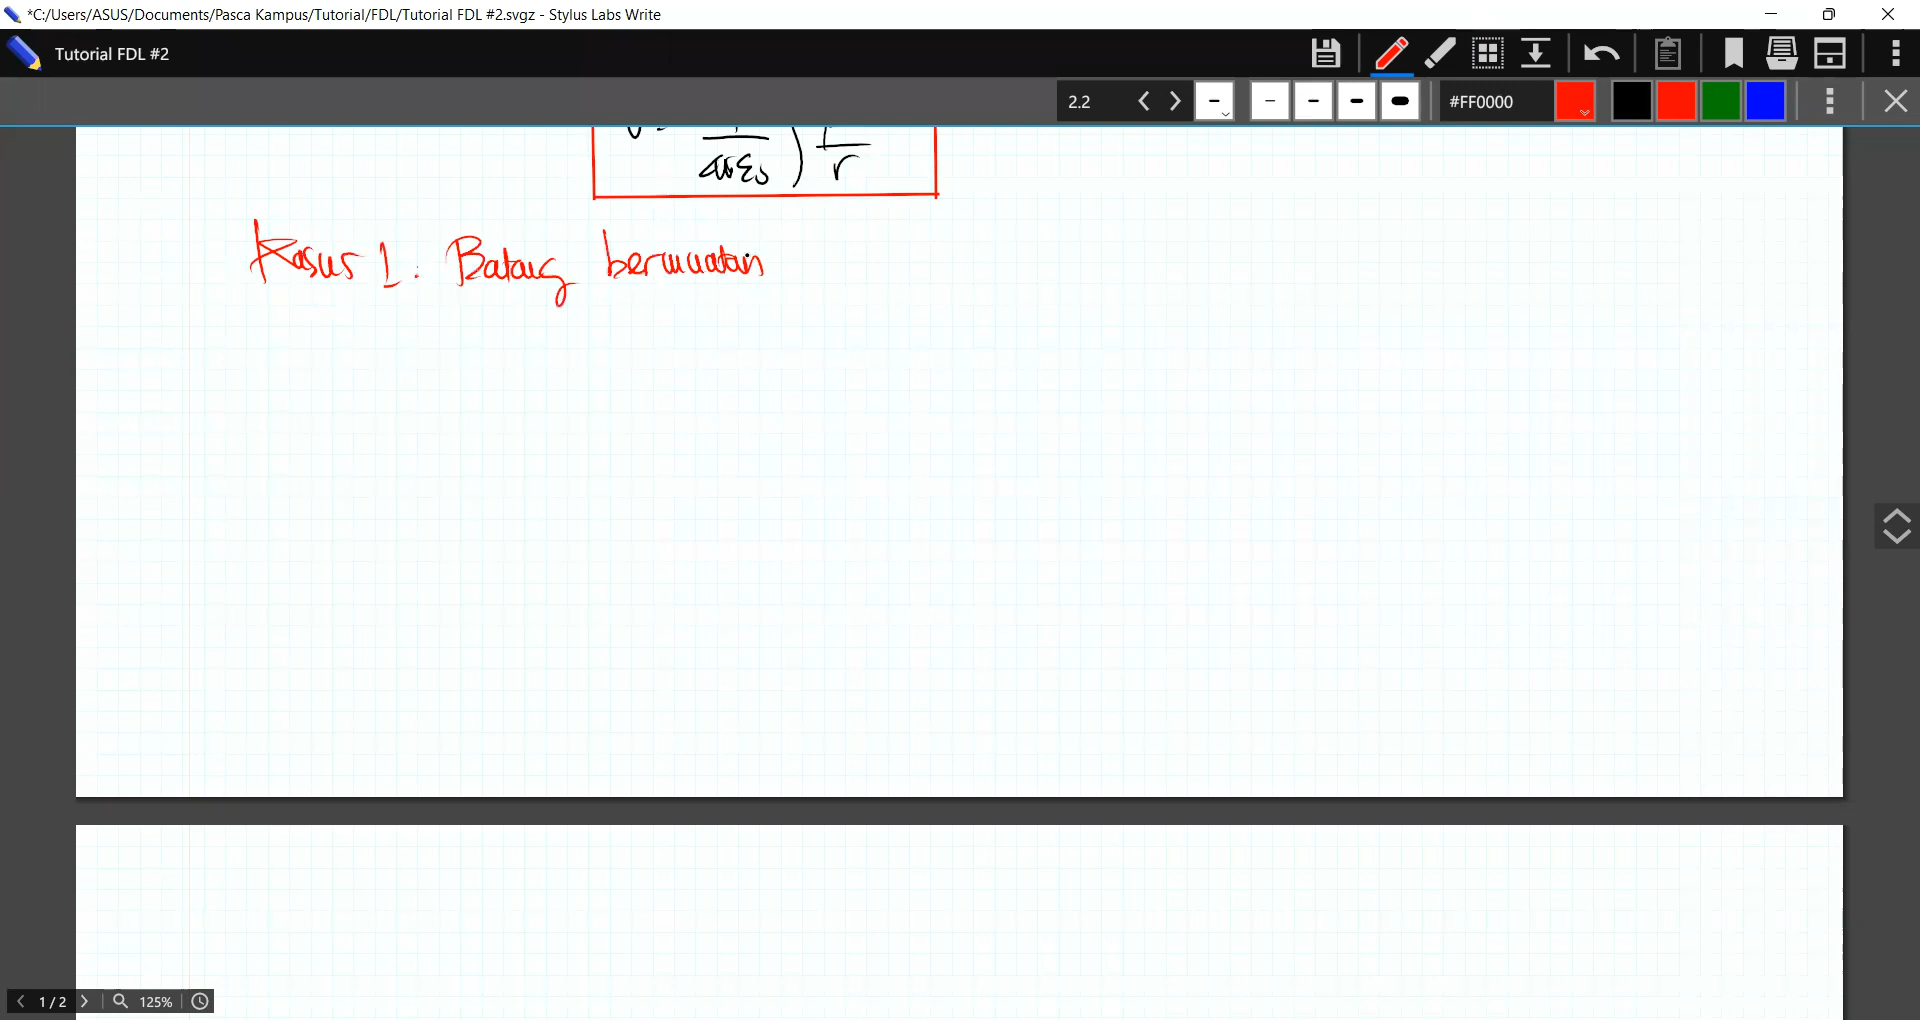 *C:/Users/ASUS/Documents/Pasca Kampus/Tutorial/FDL/Tutorial FDL #2.svgz - Stylus Labs Write
Tutorial FDL #2
2.2
#FF0000
4πε₀
r
Kasus 1. Batang bermuatan
1 / 2
125%